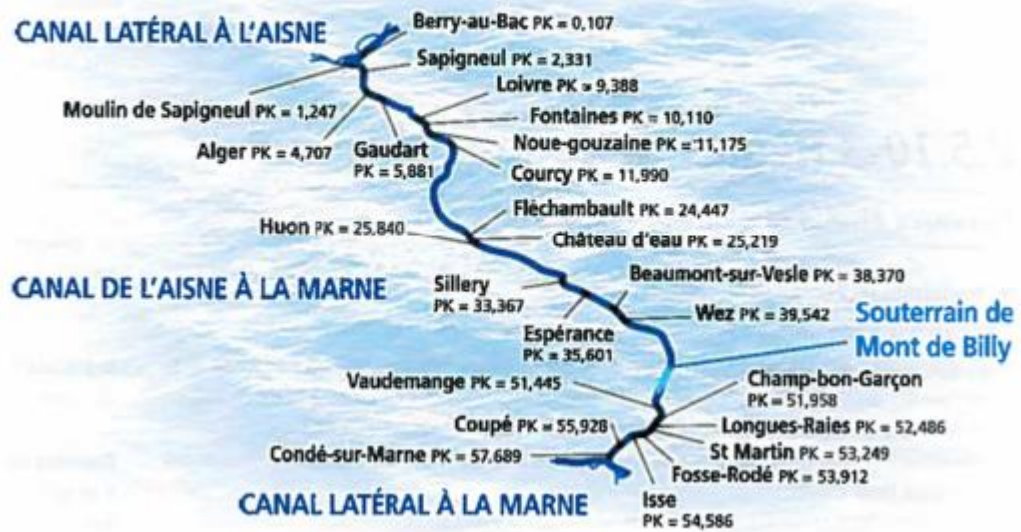 CANAL LATÉRAL À L'AISNE
Berry-au-Bac PK = 0,107
Sapigneul PK = 2,331
Moulin de Sapigneul PK = 1,247
Loivre PK = 9,388
Fontaines PK = 10,110
Alger PK = 4,707
Gaudart
PK = 5,881
Noue-gouzaine PK = 11,175
Courcy PK = 11,990
Fléchambault PK = 24,447
Huon PK = 25,840
Château d'eau PK = 25,219
CANAL DE L'AISNE À LA MARNE
Sillery
PK = 33,367
Beaumont-sur-Vesle PK = 38,370
Espérance
PK = 35,601
Wez PK = 39,542
Souterrain de
Mont de Billy
Vaudemange PK = 51,445
Champ-bon-Garçon
PK = 51,958
Coupé PK = 55,928
Longues-Raies PK = 52,486
Condé-sur-Marne PK = 57,689
St Martin PK = 53,249
Fosse-Rodé PK = 53,912
CANAL LATÉRAL À LA MARNE
Isse
PK = 54,586